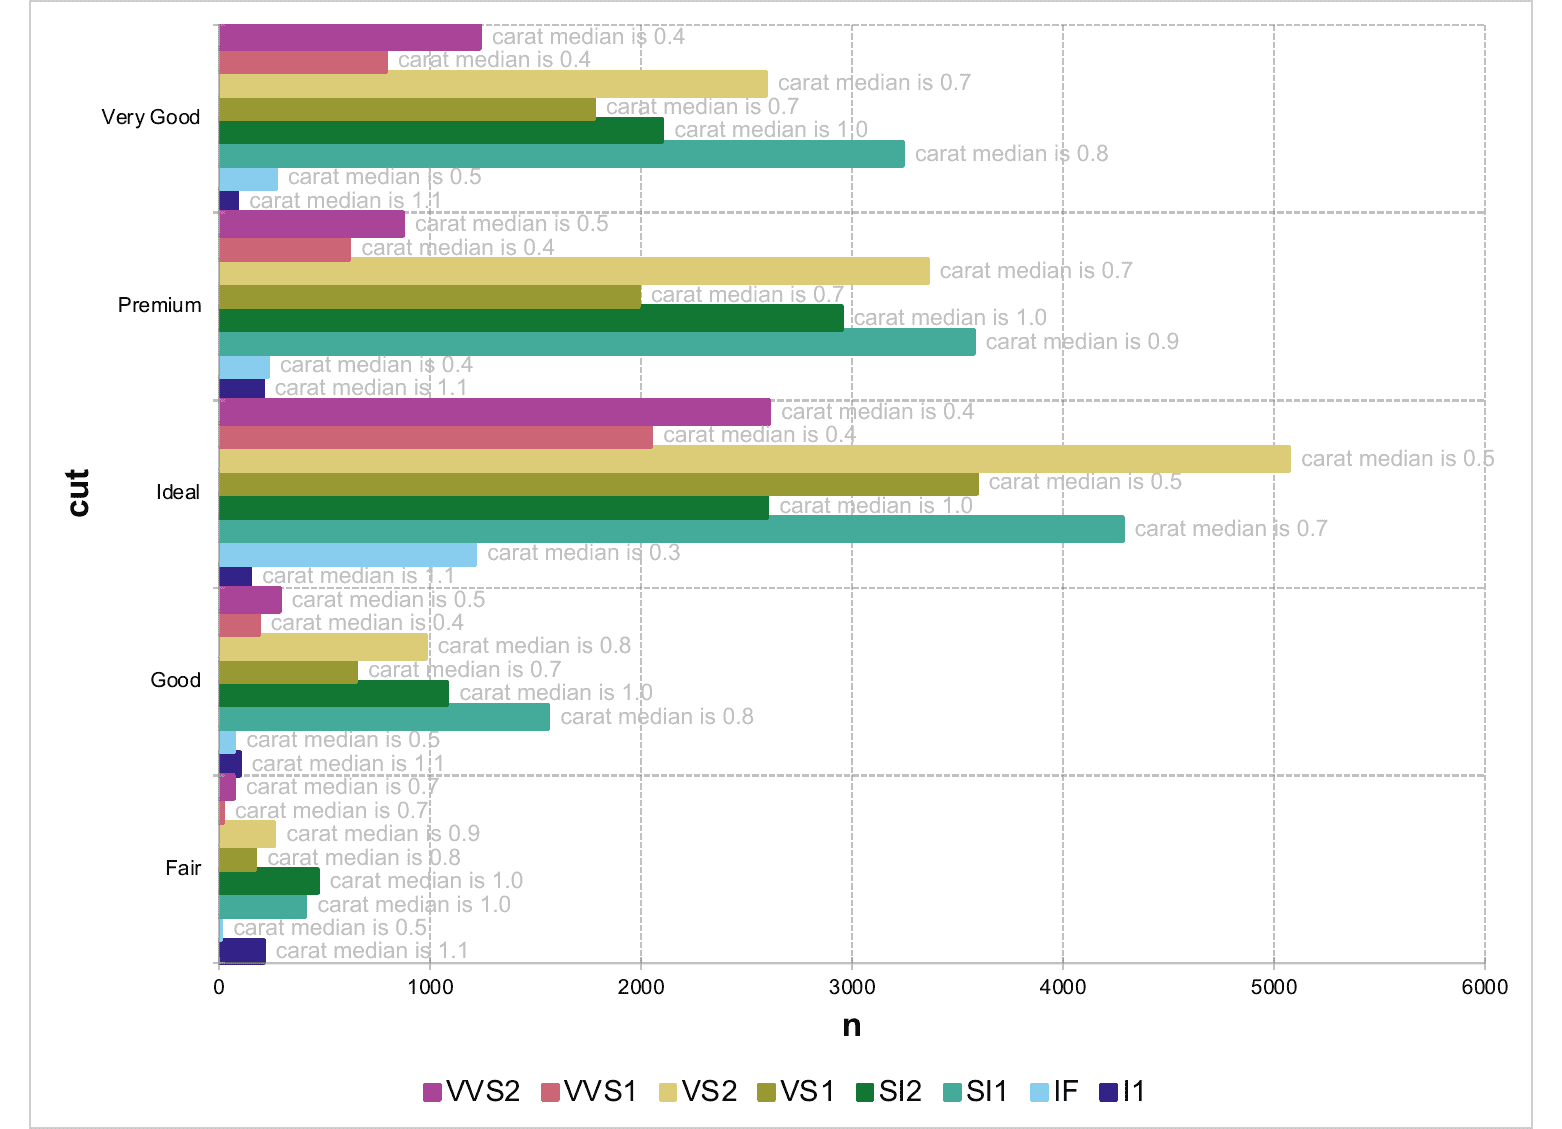 carat median is 0.4
carat median is 0.4
carat median is 0.7
carat median is 0.7
Very Good
carat median is 1.0
carat median is 0.8
carat median is 0.5
carat median is 1.1
carat median is 0.5
carat median is 0.4
carat median is 0.7
carat median is 0.7
Premium
carat median is 1.0
carat median is 0.9
carat median is 0.4
carat median is 1.1
carat median is 0.4
carat median is 0.4
carat median is 0.5
carat median is 0.5
cut
Ideal
carat median is 1.0
carat median is 0.7
carat median is 0.3
carat median is 1.1
carat median is 0.5
carat median is 0.4
carat median is 0.8
carat median is 0.7
Good
carat median is 1.0
carat median is 0.8
carat median is 0.5
carat median is 1.1
carat median is 0.7
carat median is 0.7
carat median is 0.9
carat median is 0.8
Fair
carat median is 1.0
carat median is 1.0
carat median is 0.5
carat median is 1.1
0 1000 2000 3000 4000 5000 6000
n
VVS2 VVS1 VS2 VS1 SI2 SI1 IF I1